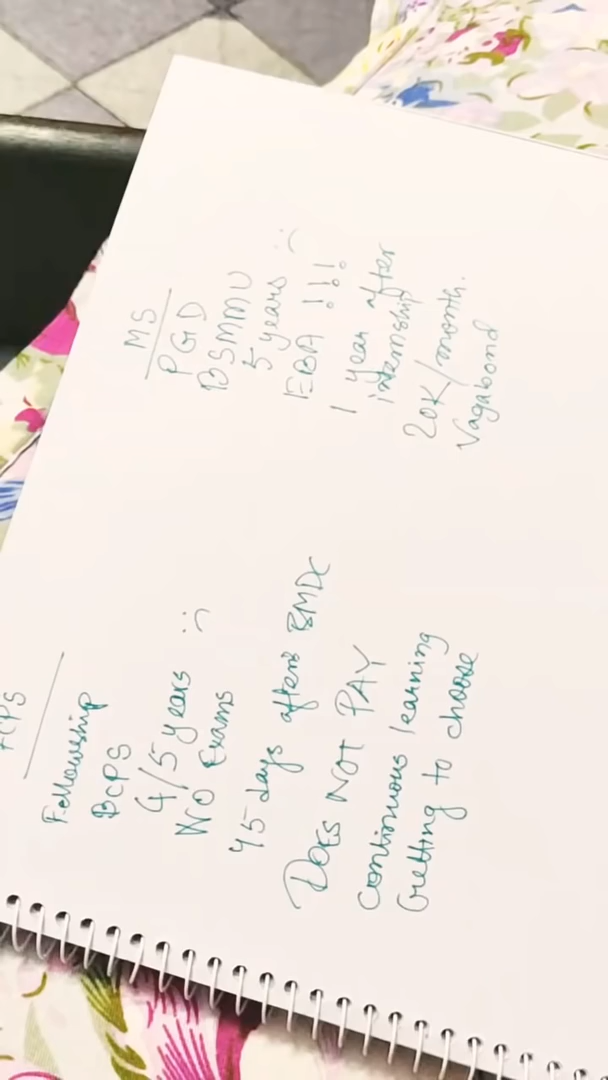 FCPS
Fellowship
BCPS
4/5 years :(
NO Exams
45 days after BMDC
DOES NOT PAY
continuous learning
Getting to choose
MS
PGD
BSMMU
5 years :(
EBA !!!
1 year after
internship
20K/month.
Vagabond